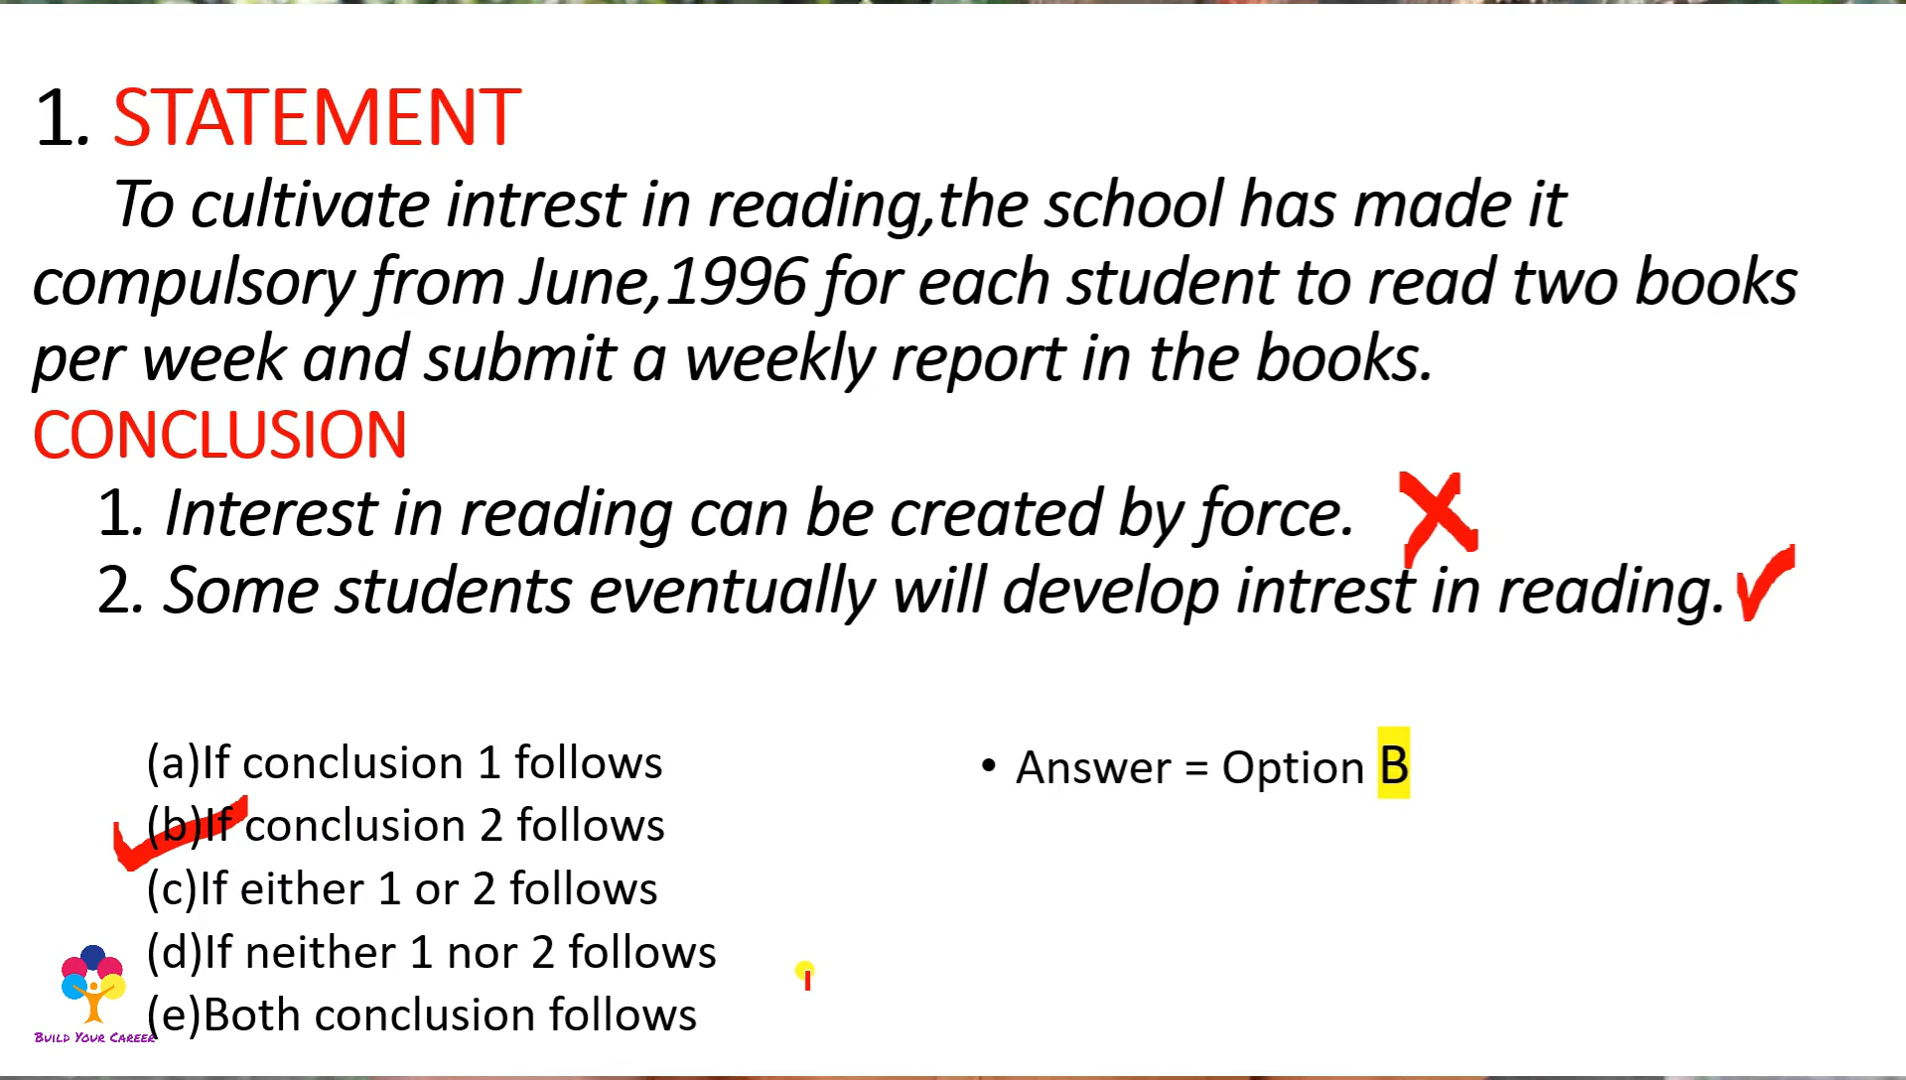 1. STATEMENT
To cultivate intrest in reading,the school has made it
compulsory from June,1996 for each student to read two books
per week and submit a weekly report in the books.
CONCLUSION
1. Interest in reading can be created by force.
2. Some students eventually will develop intrest in reading.
(a)If conclusion 1 follows
(b)If conclusion 2 follows
(c)If either 1 or 2 follows
(d)If neither 1 nor 2 follows
(e)Both conclusion follows
• Answer = Option B
BUILD YOUR CAREER